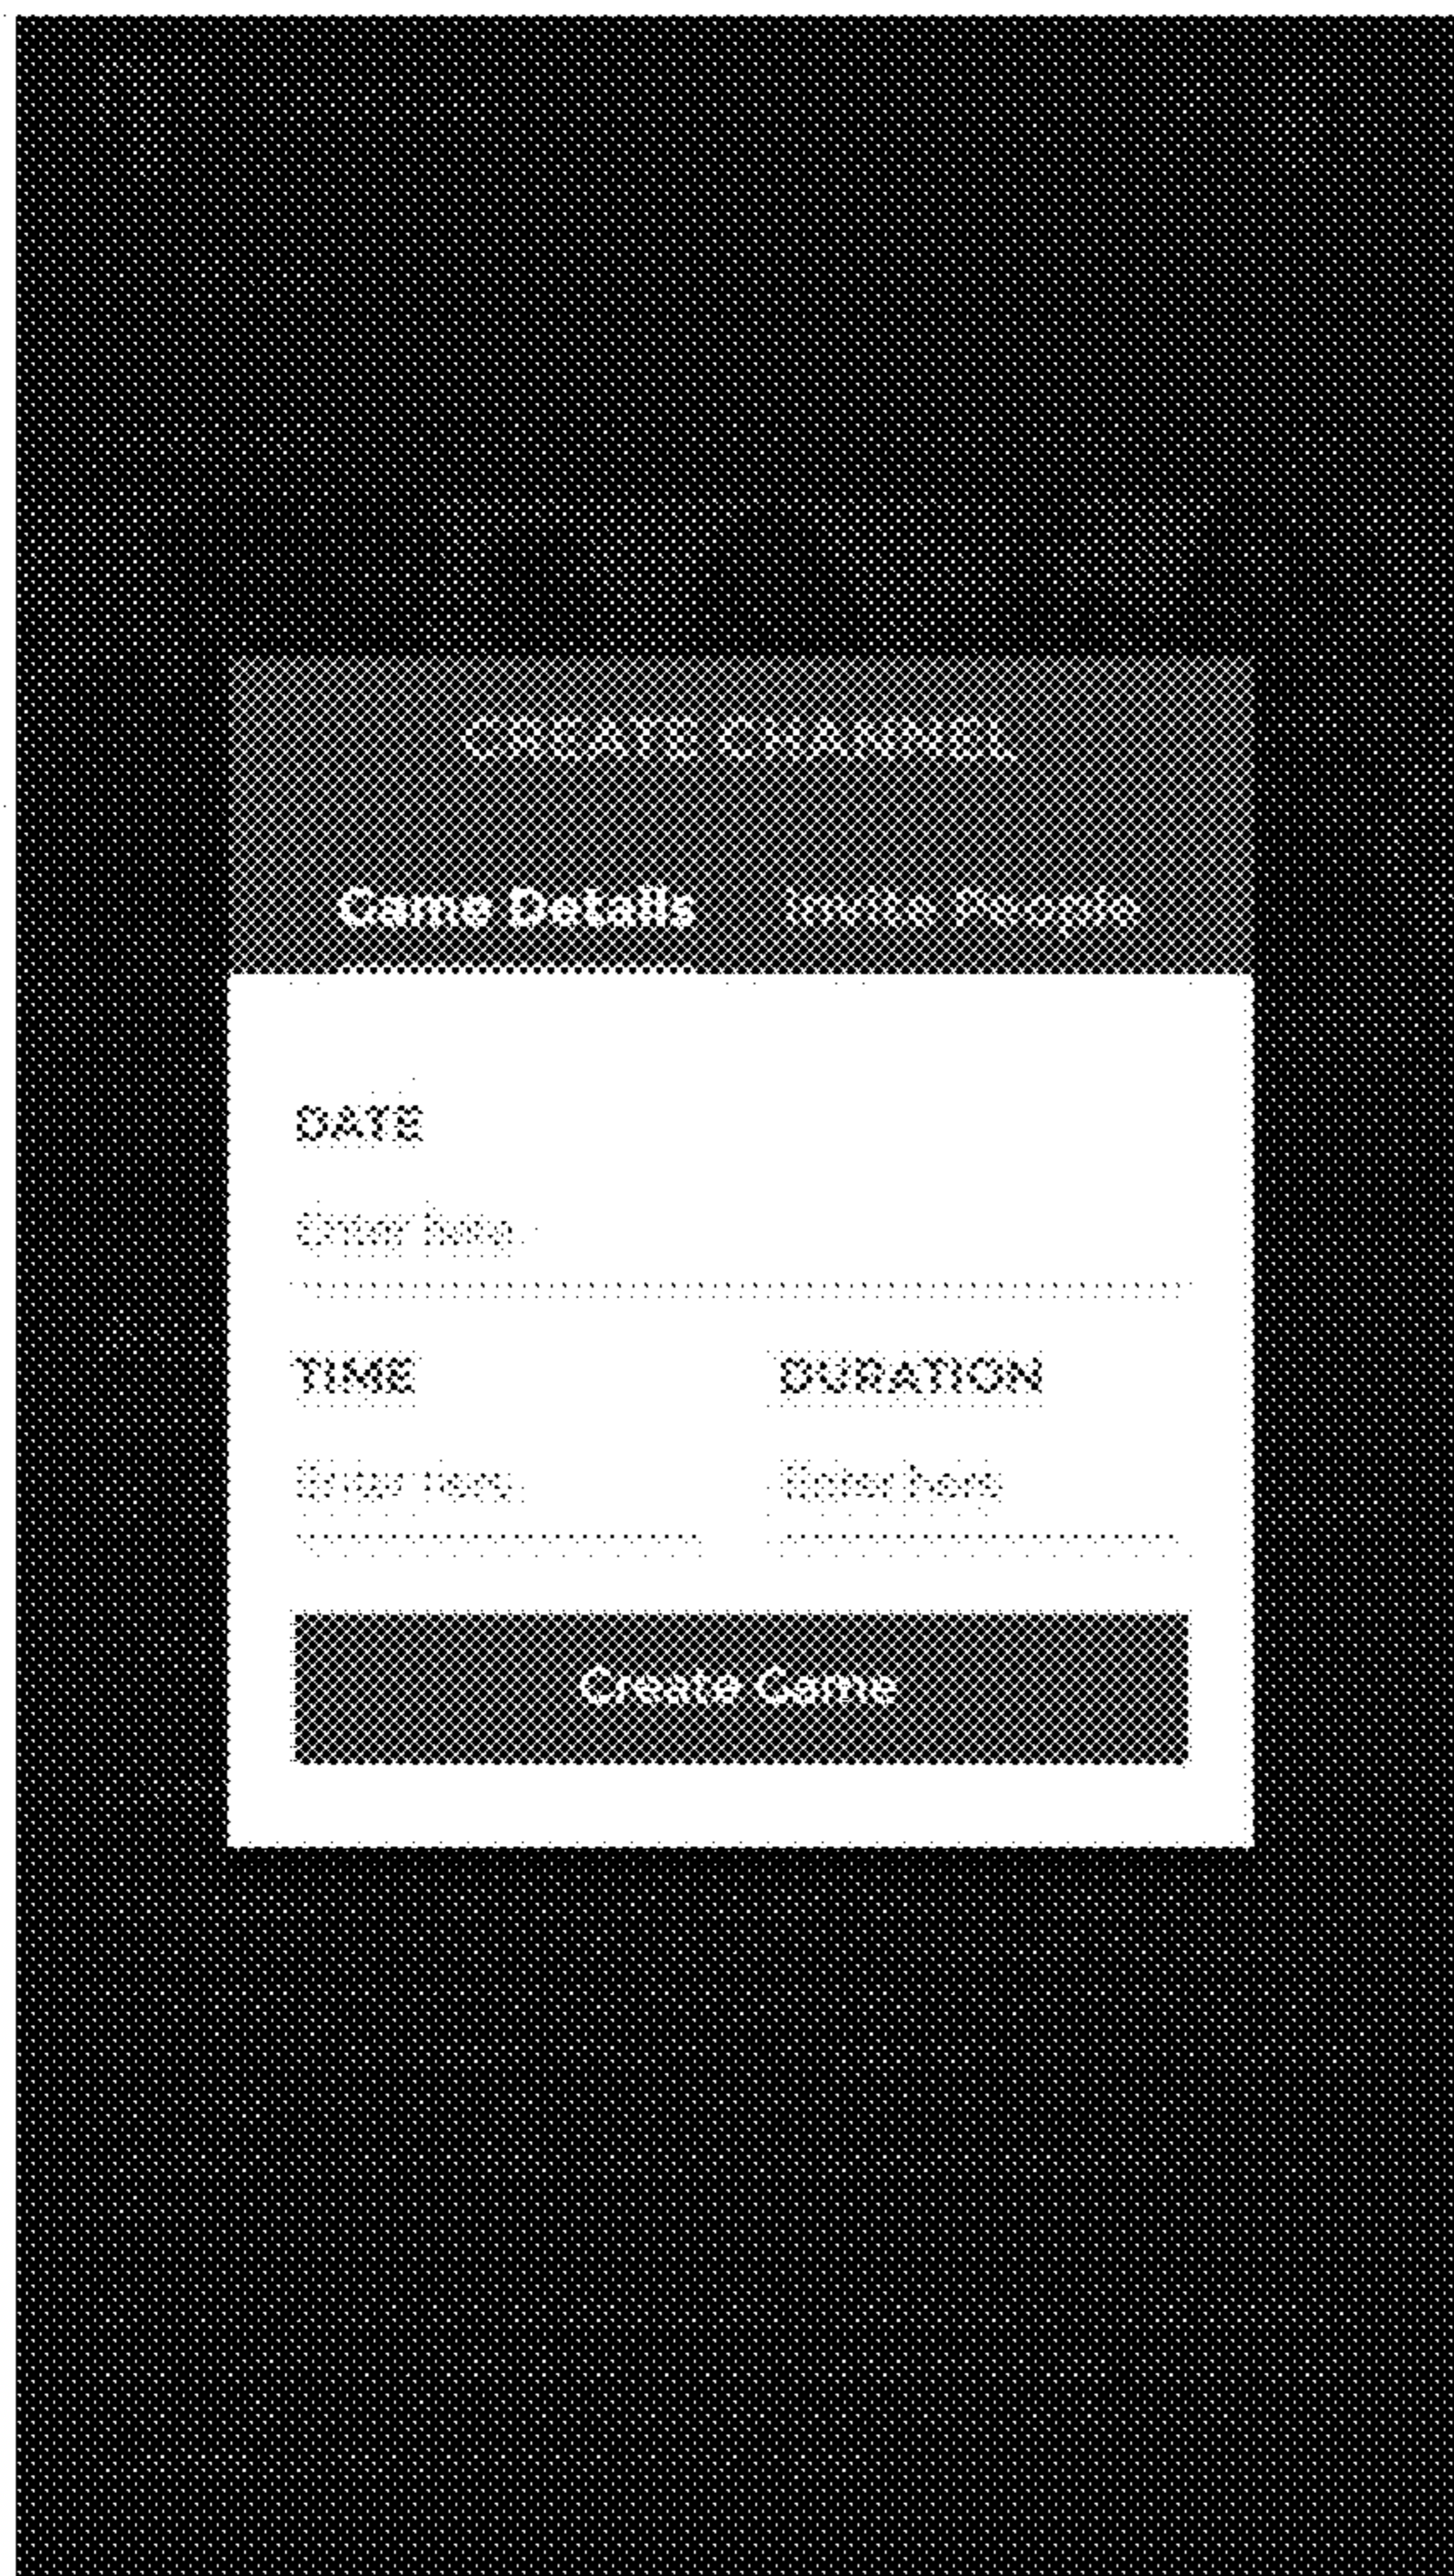 CREATE CHANNEL
Game Details Invite People
DATE
Enter here
TIME DURATION
Enter here Enter here
Create Game